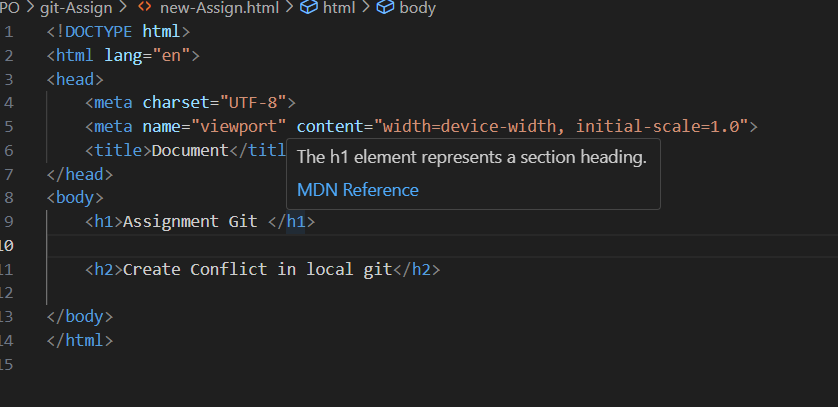 PO > git-Assign > <> new-Assign.html > html > body
1 <!DOCTYPE html>
2 <html lang="en">
3 <head>
4 <meta charset="UTF-8">
5 <meta name="viewport" content="width=device-width, initial-scale=1.0">
6 <title>Document</titl
The h1 element represents a section heading.
MDN Reference
7 </head>
8 <body>
9 <h1>Assignment Git </h1>
10
11 <h2>Create Conflict in local git</h2>
12
13 </body>
14 </html>
15